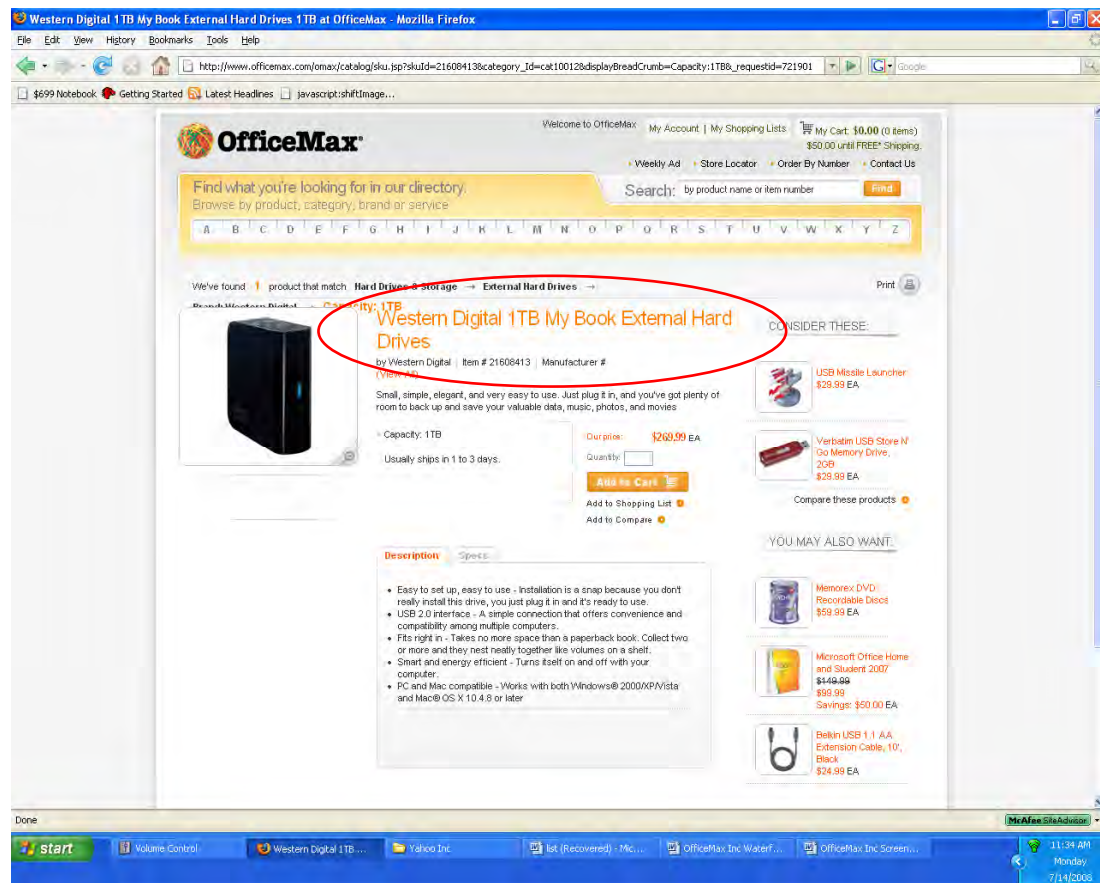 Western Digital 1TB My Book External Hard Drives 1TB at OfficeMax - Mozilla Firefox
File Edit View History Bookmarks Tools Help
http://www.officemax.com/omax/catalog/sku.jsp?skuId=21608413&category_Id=cat10012&displayBreadCrumb=Capacity:1TB&_requestid=721901
Google
$699 Notebook Getting Started Latest Headlines javascript:shiftImage...
OfficeMax
Welcome to OfficeMax My Account | My Shopping Lists My Cart: $0.00 (0 items)
$50.00 until FREE* Shipping.
Weekly Ad Store Locator Order By Number Contact Us
Find what you're looking for in our directory.
Browse by product, category, brand or service
Search: by product name or item number Find
A B C D E F G H I J K L M N O P Q R S T U V W X Y Z
We've found 1 product that match Hard Drives & Storage → External Hard Drives →
Print
Brand: Western Digital → Capacity: 1TB
Western Digital 1TB My Book External Hard
Drives
by Western Digital | Item # 21608413 | Manufacturer #
(View All)
Small, simple, elegant, and very easy to use. Just plug it in, and you've got plenty of
room to back up and save your valuable data, music, photos, and movies
Capacity: 1TB
Usually ships in 1 to 3 days.
Our price: $269.99 EA
Quantity:
Add to Cart
Add to Shopping List
Add to Compare
Description Specs
Easy to set up, easy to use - Installation is a snap because you don't
really install this drive, you just plug it in and it's ready to use.
USB 2.0 interface - A simple connection that offers convenience and
compatibility among multiple computers.
Fits right in - Takes no more space than a paperback book. Collect two
or more and they nest neatly together like volumes on a shelf.
Smart and energy efficient - Turns itself on and off with your
computer.
PC and Mac compatible - Works with both Windows® 2000/XP/Vista
and Mac® OS X 10.4.8 or later
CONSIDER THESE:
USB Missile Launcher
$29.99 EA
Verbatim USB Store N'
Go Memory Drive,
2GB
$29.99 EA
Compare these products
YOU MAY ALSO WANT:
Memorex DVD
Recordable Discs
$59.99 EA
Microsoft Office Home
and Student 2007
$149.99
$99.99
Savings: $50.00 EA
Belkin USB 1.1 AA
Extension Cable, 10',
Black
$24.99 EA
Done
McAfee SiteAdvisor
start Volume Control Western Digital 1TB ... Yahoo Inc list (Recovered) - Mic... OfficeMax Inc Waterf... OfficeMax Inc Screen...
11:34 AM
Monday
7/14/2008